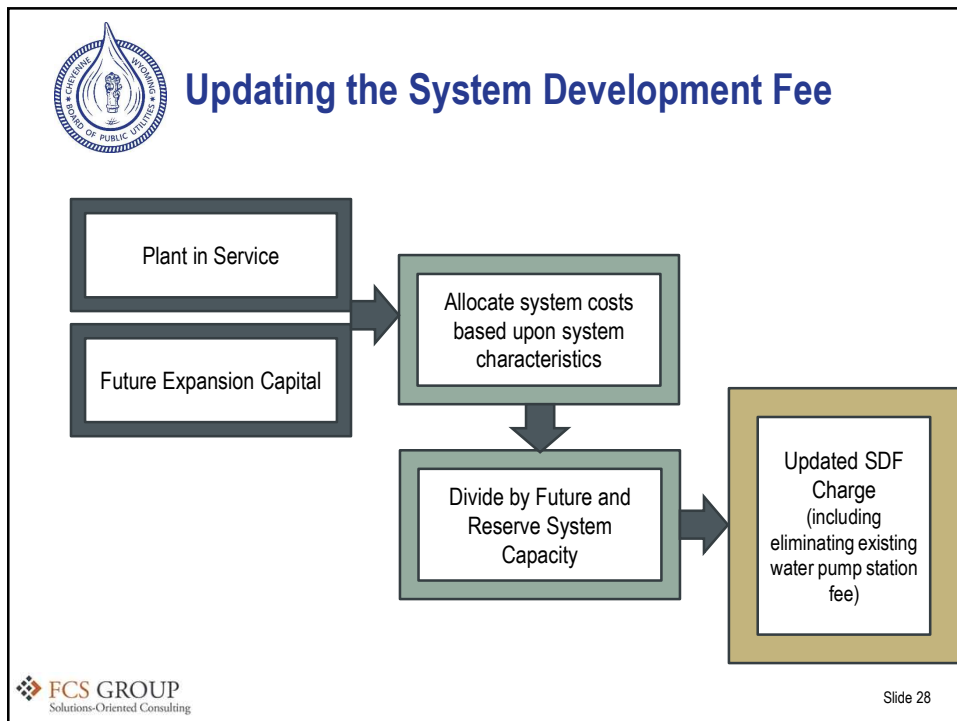 CHEYENNE WYOMING
BOARD OF PUBLIC UTILITIES
Updating the System Development Fee
Plant in Service
Future Expansion Capital
Allocate system costs
based upon system
characteristics
Divide by Future and
Reserve System
Capacity
Updated SDF
Charge
(including
eliminating existing
water pump station
fee)
FCS GROUP
Solutions-Oriented Consulting
Slide 28